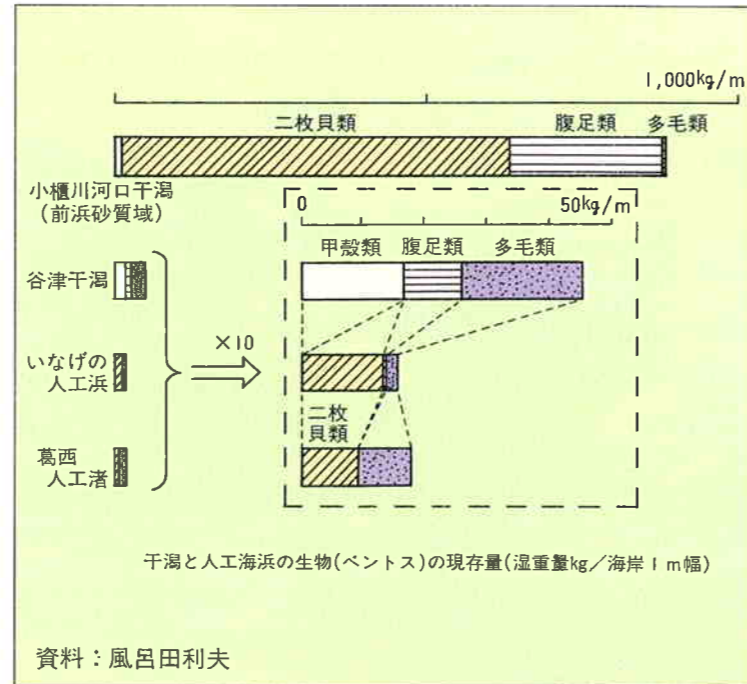 1,000kg/m
二枚貝類 腹足類 多毛類
小櫃川河口干潟
(前浜砂質域)
0 50kg/m
甲殻類 腹足類 多毛類
谷津干潟
×10
いなげの
人工浜
二枚
貝類
葛西
人工渚
干潟と人工海浜の生物(ベントス)の現存量(湿重量kg/海岸1m幅)
資料:風呂田利夫